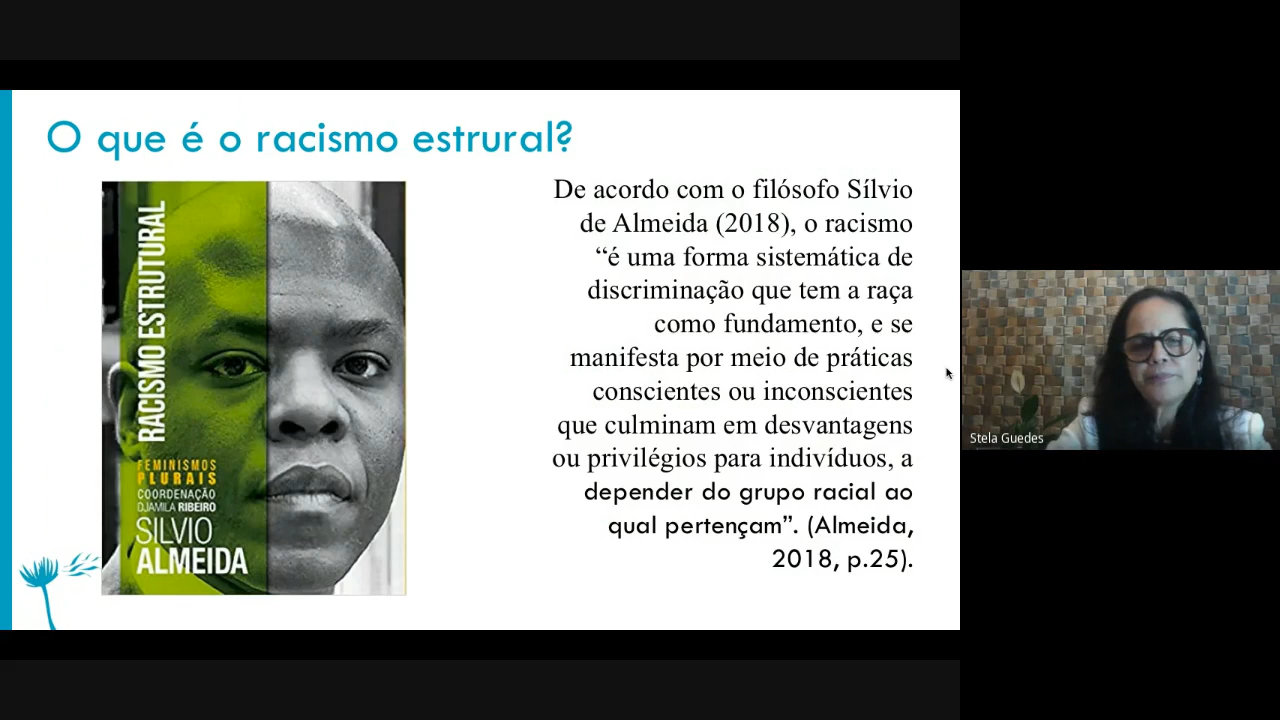 O que é o racismo estrural?
RACISMO ESTRUTURAL
FEMINISMOS
PLURAIS
COORDENAÇÃO
DJAMILA RIBEIRO
SILVIO
ALMEIDA
De acordo com o filósofo Sílvio
de Almeida (2018), o racismo
“é uma forma sistemática de
discriminação que tem a raça
como fundamento, e se
manifesta por meio de práticas
conscientes ou inconscientes
que culminam em desvantagens
ou privilégios para indivíduos, a
depender do grupo racial ao
qual pertençam”. (Almeida,
2018, p.25).
Stela Guedes